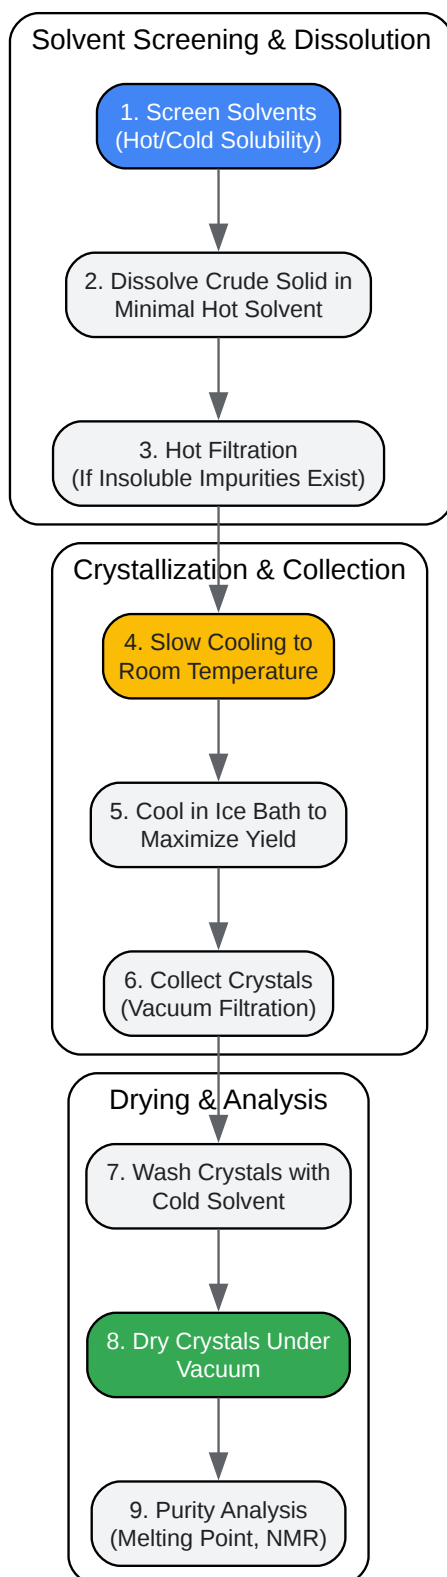 Solvent Screening & Dissolution
1. Screen Solvents
(Hot/Cold Solubility)
2. Dissolve Crude Solid in
Minimal Hot Solvent
3. Hot Filtration
(If Insoluble Impurities Exist)
Crystallization & Collection
4. Slow Cooling to
Room Temperature
5. Cool in Ice Bath to
Maximize Yield
6. Collect Crystals
(Vacuum Filtration)
Drying & Analysis
7. Wash Crystals with
Cold Solvent
8. Dry Crystals Under
Vacuum
9. Purity Analysis
(Melting Point, NMR)